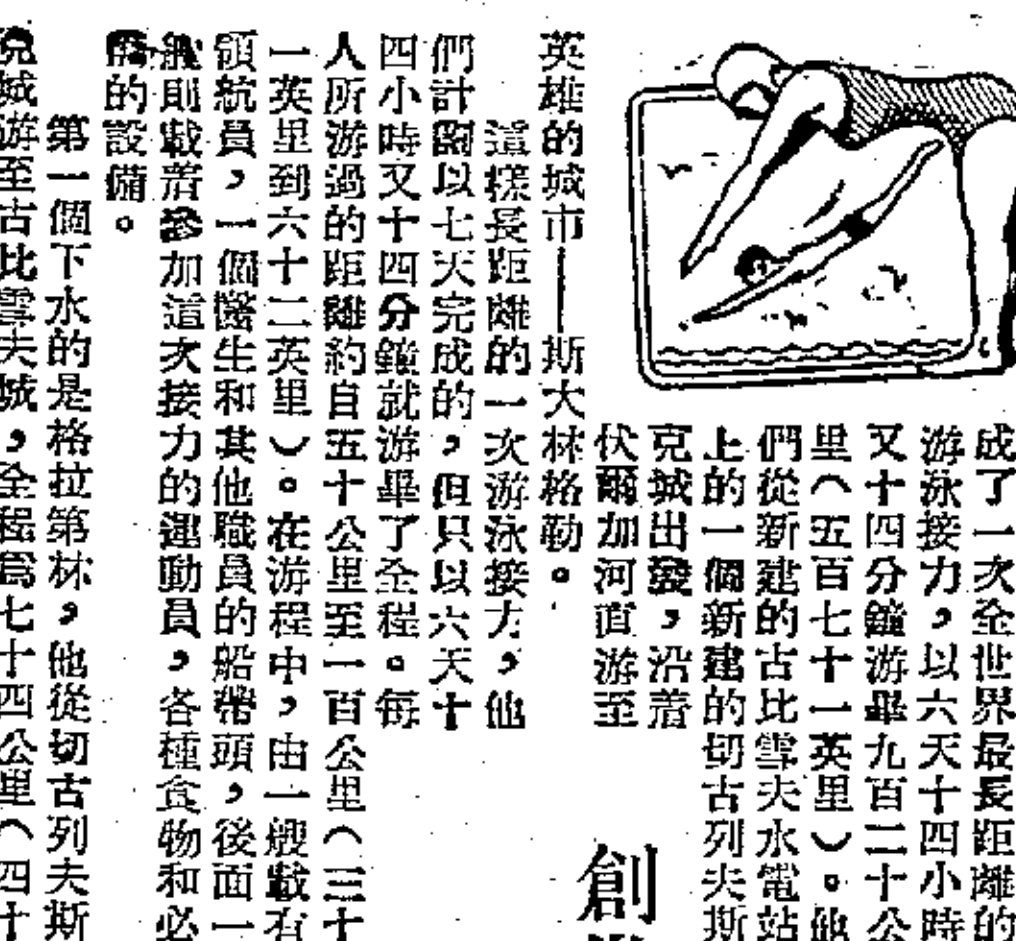 成了一次全世界最長距離的
游泳接力，以六天十四小時
又十四分鐘游畢九百二十公
里（五百七十一英里）。他
們從新建的古比雪夫水電站
上的一個新建的切古列夫斯
克城出發，沿着
伏爾加河直游至
英雄的城市——斯大林格勒。
創
這樣長距離的一次游泳接力，他
們計劃以七天完成的，但只以六天十
四小時又十四分鐘就游畢了全程。每
人所游過的距離約自五十公里至一百公里（三十
一英里到六十二英里）。在游程中，由一艘載有
領航員，一個醫生和其他職員的船帶頭，後面一
則載着參加這次接力的運動員，各種食物和必
的設備。
第一個下水的是格拉第林，他從切古列夫斯
克城游至古比雪夫城，全程爲七十四公里（四十